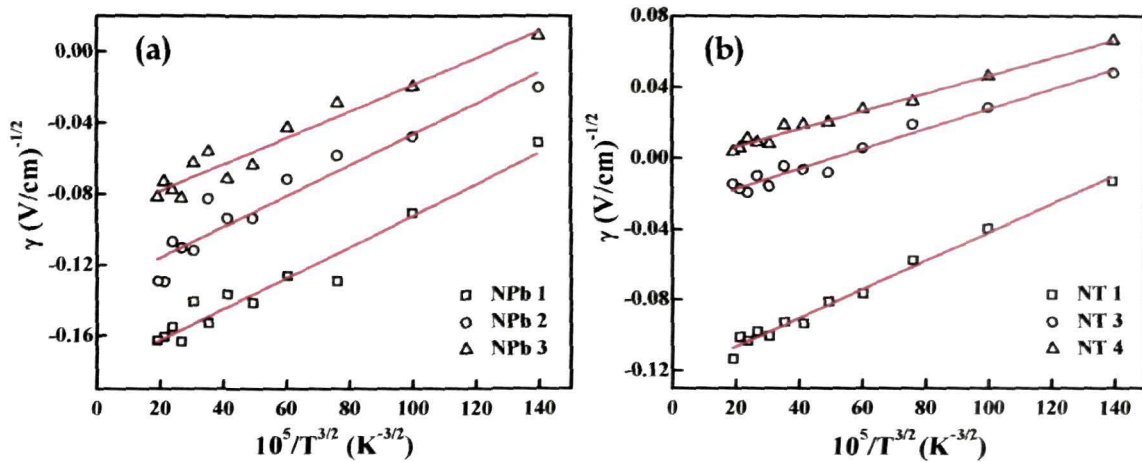 (a)
0.00
-0.04
-0.08
-0.12
-0.16
γ (V/cm)^{-1/2}
NPb 1
NPb 2
NPb 3
0 20 40 60 80 100 120 140
10^5/T^{3/2} (K^{-3/2})
(b)
0.08
0.04
0.00
-0.04
-0.08
-0.12
γ (V/cm)^{-1/2}
NT 1
NT 3
NT 4
0 20 40 60 80 100 120 140
10^5/T^{3/2} (K^{-3/2})